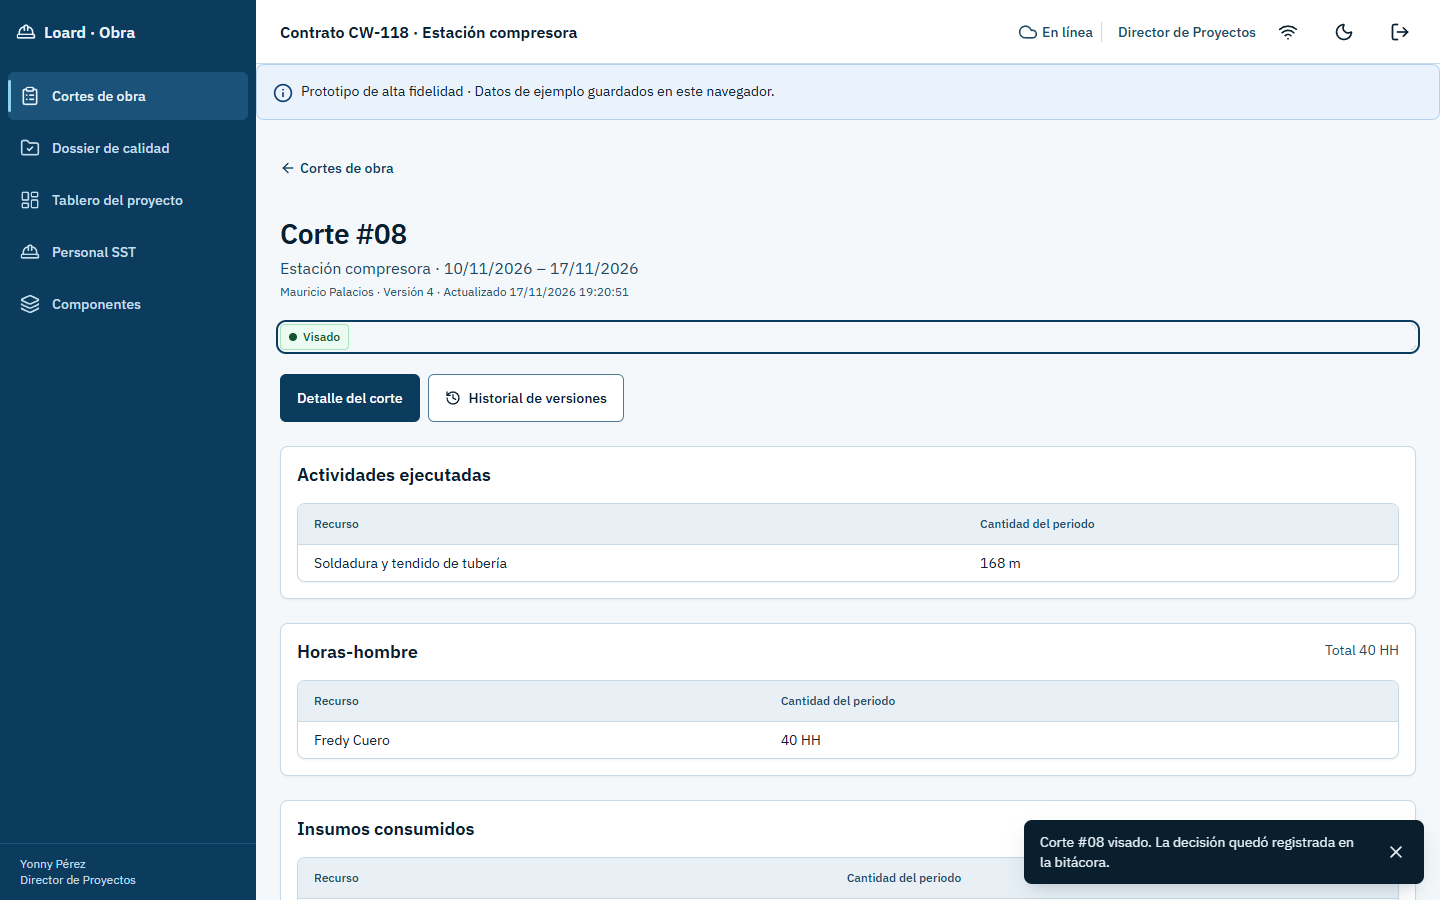 Loard · Obra
Contrato CW-118 · Estación compresora
En línea
Director de Proyectos
Cortes de obra
Dossier de calidad
Tablero del proyecto
Personal SST
Componentes
Yonny Pérez
Director de Proyectos
Prototipo de alta fidelidad · Datos de ejemplo guardados en este navegador.
Cortes de obra
Corte #08
Estación compresora · 10/11/2026 – 17/11/2026
Mauricio Palacios · Versión 4 · Actualizado 17/11/2026 19:20:51
Visado
Detalle del corte
Historial de versiones
Actividades ejecutadas
Recurso
Cantidad del periodo
Soldadura y tendido de tubería
168 m
Horas-hombre
Total 40 HH
Recurso
Cantidad del periodo
Fredy Cuero
40 HH
Insumos consumidos
Recurso
Cantidad del periodo
Corte #08 visado. La decisión quedó registrada en
la bitácora.